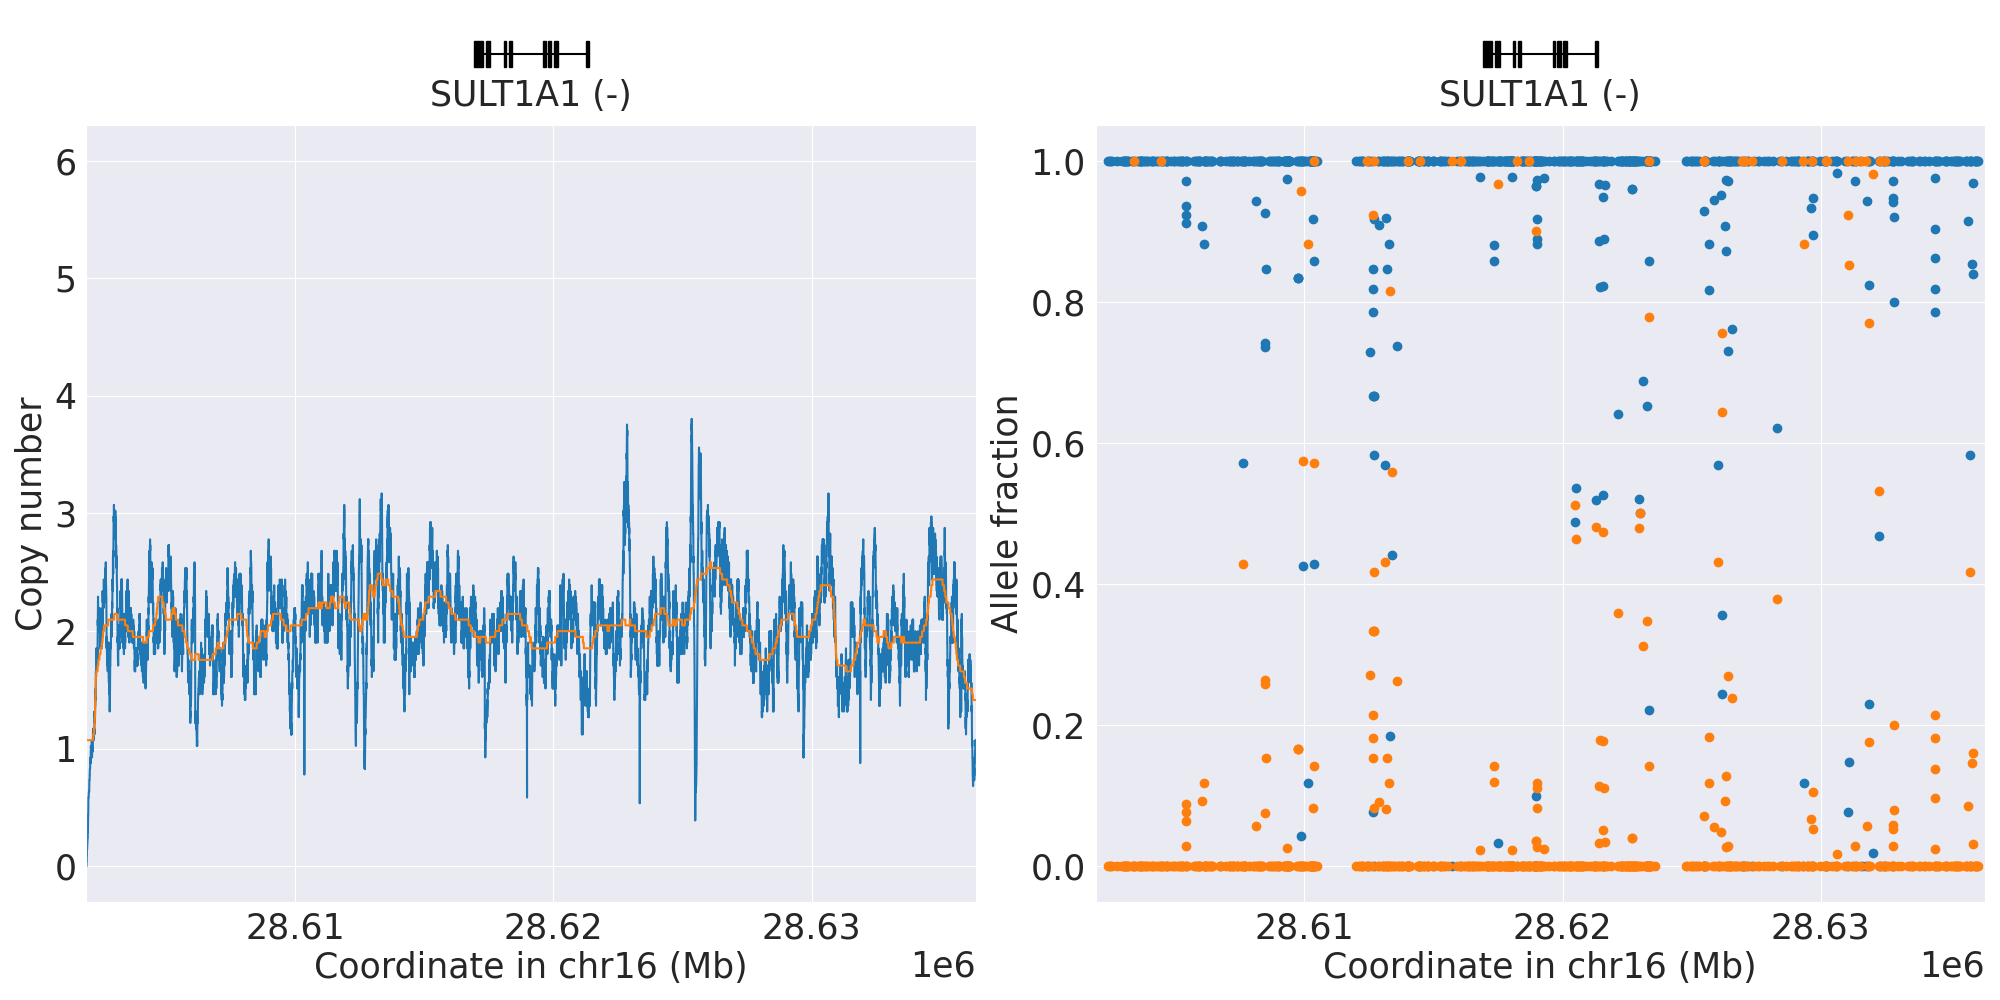 SULT1A1 (-)
Copy number
6
5
4
3
2
1
0
28.61
28.62
28.63
Coordinate in chr16 (Mb)
1e6
SULT1A1 (-)
Allele fraction
1.0
0.8
0.6
0.4
0.2
0.0
28.61
28.62
28.63
Coordinate in chr16 (Mb)
1e6